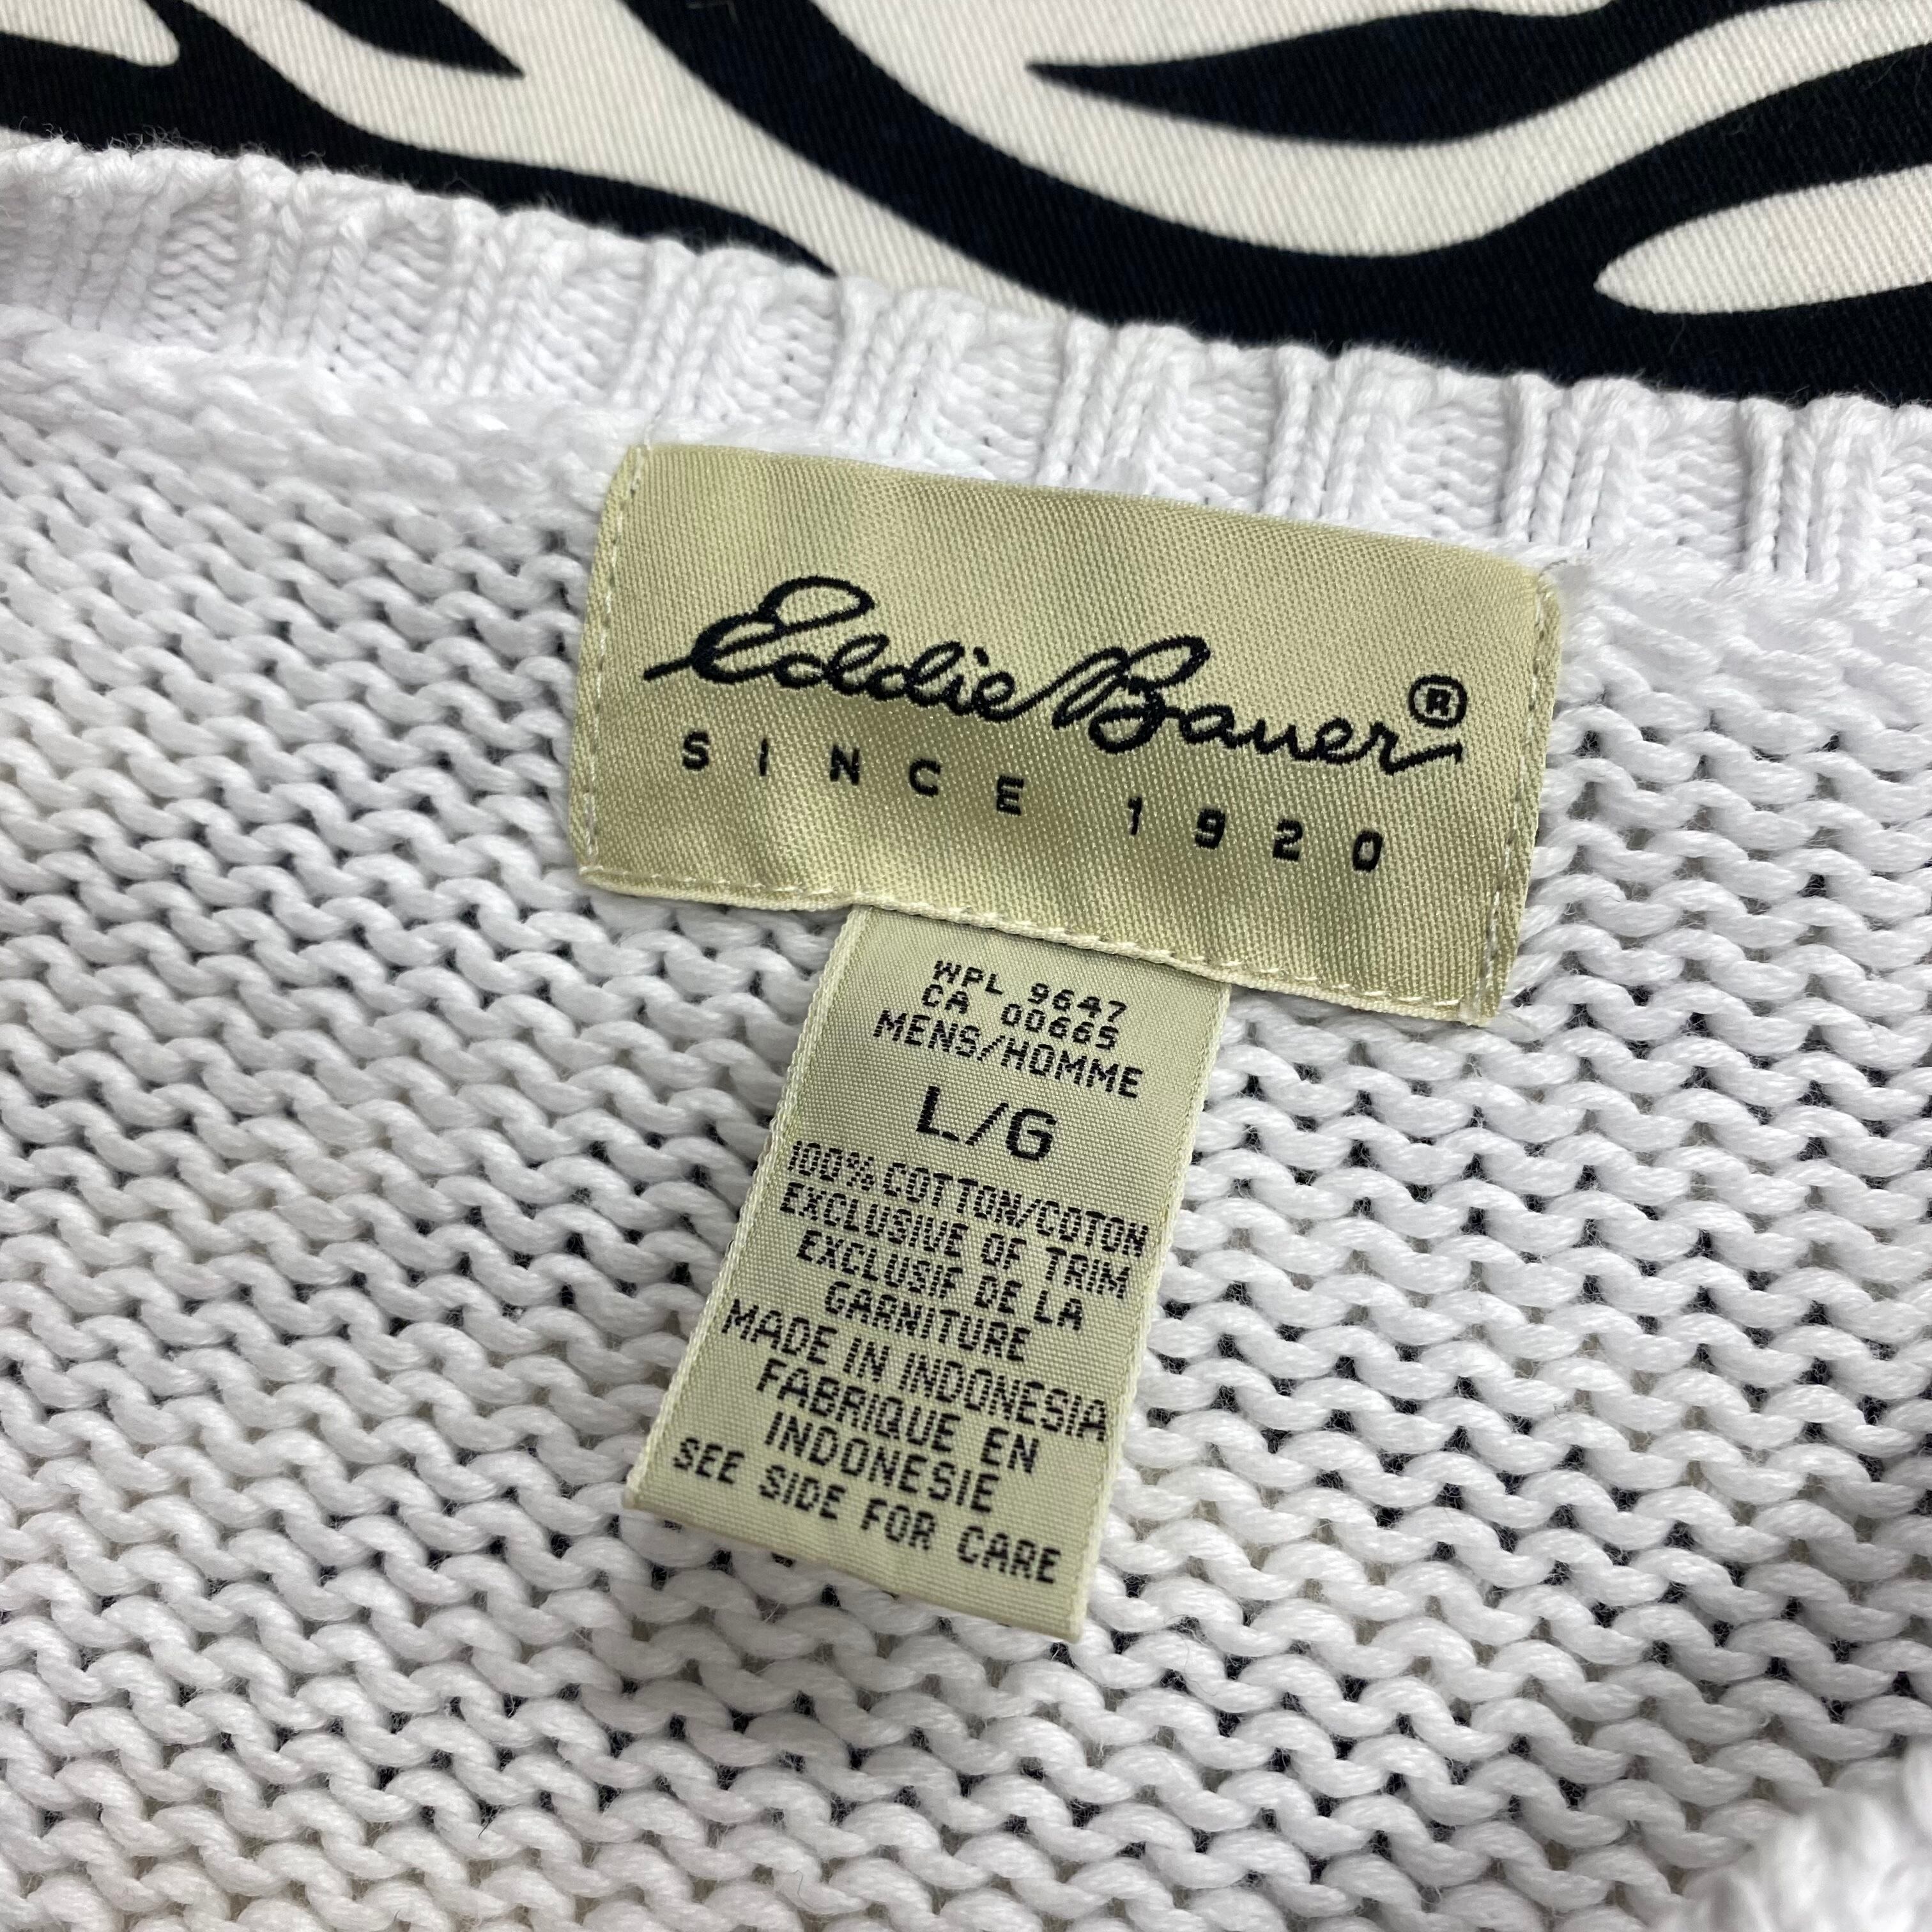 Eddie Bauer®
SINCE 1920
WPL 9647
CA 00665
MENS/HOMME
L/G
100% COTTON/COTON
EXCLUSIVE OF TRIM
EXCLUSIF DE LA
GARNITURE
MADE IN INDONESIA
FABRIQUE EN
INDONESIE
SEE SIDE FOR CARE